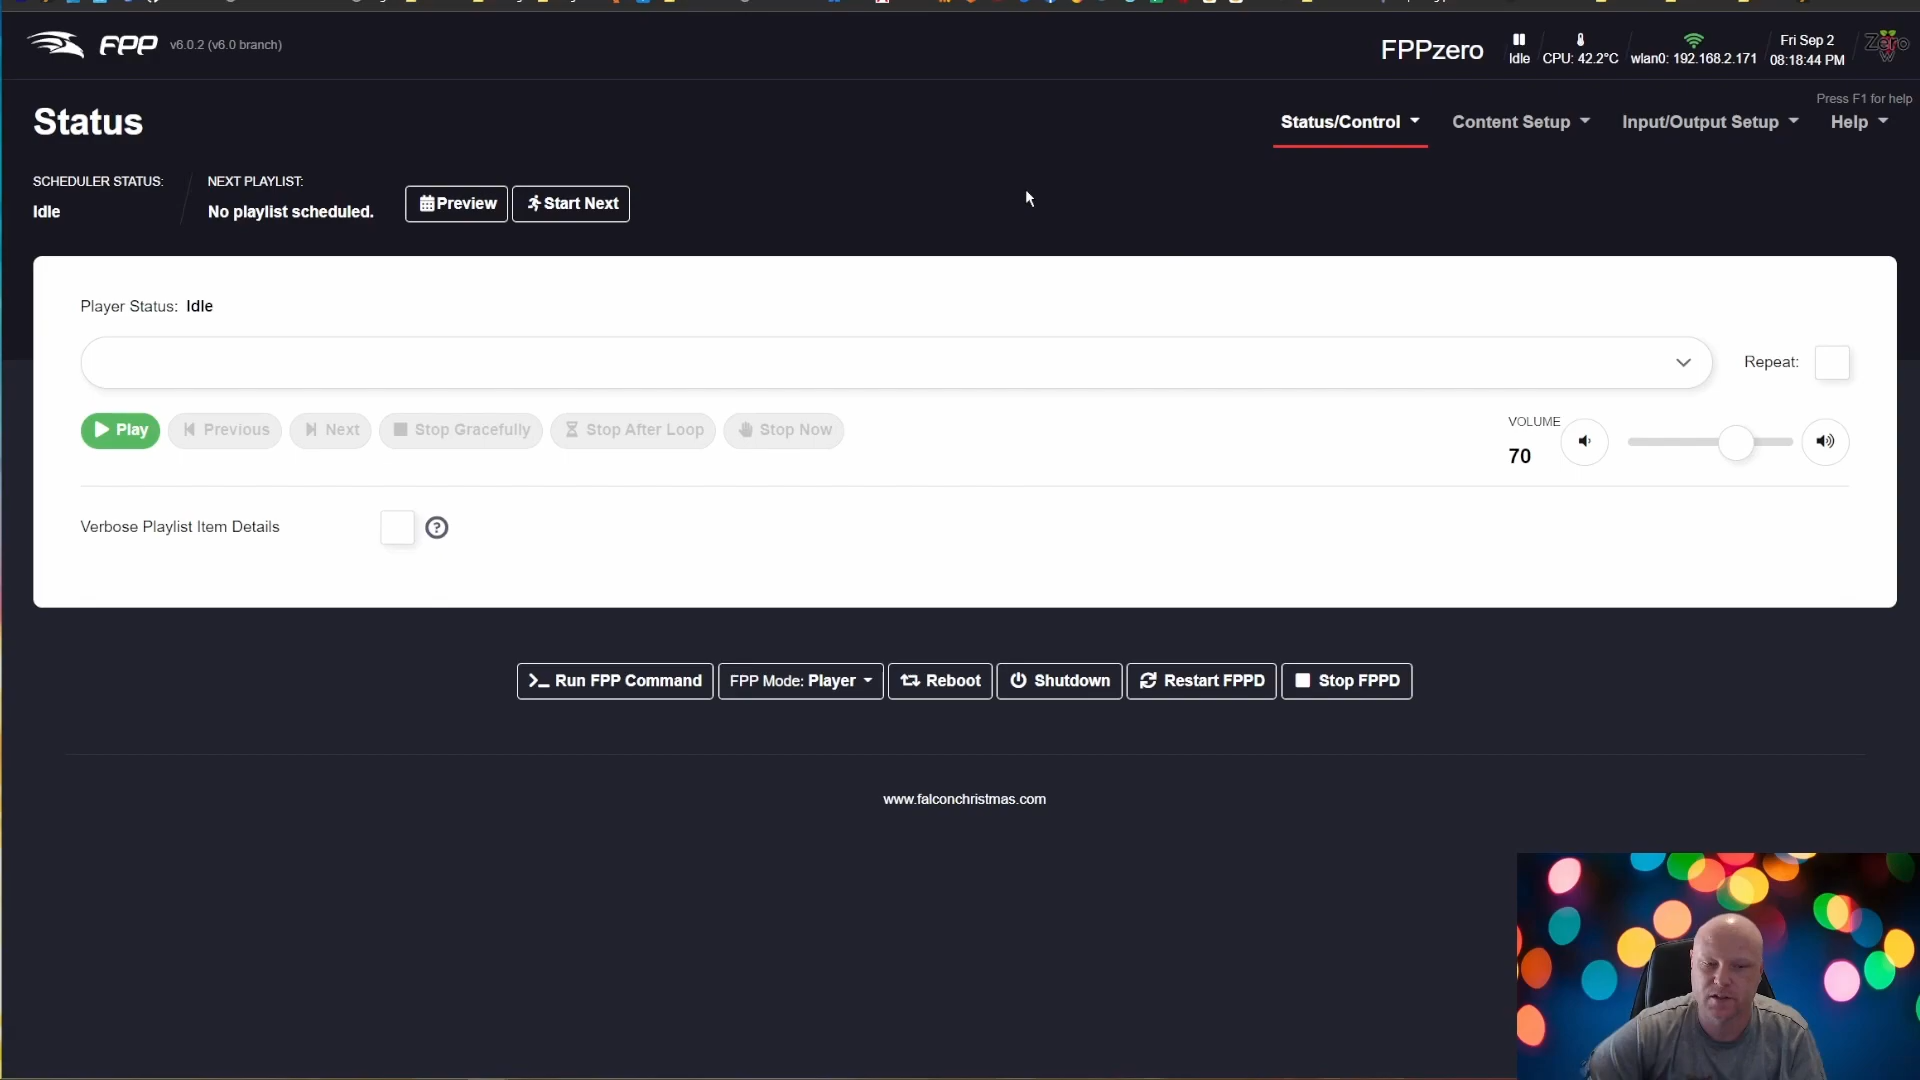 FPP v6.0.2 (v6.0 branch)
FPPzero
Idle
CPU: 42.2°C
wlan0: 192.168.2.171
Fri Sep 2
08:18:44 PM
Zero
W
Press F1 for help
Status
Status/Control
Content Setup
Input/Output Setup
Help
SCHEDULER STATUS:
Idle
NEXT PLAYLIST:
No playlist scheduled.
Preview
Start Next
Player Status: Idle
Repeat:
Play
Previous
Next
Stop Gracefully
Stop After Loop
Stop Now
VOLUME
70
Verbose Playlist Item Details
?
Run FPP Command
FPP Mode: Player
Reboot
Shutdown
Restart FPPD
Stop FPPD
www.falconchristmas.com